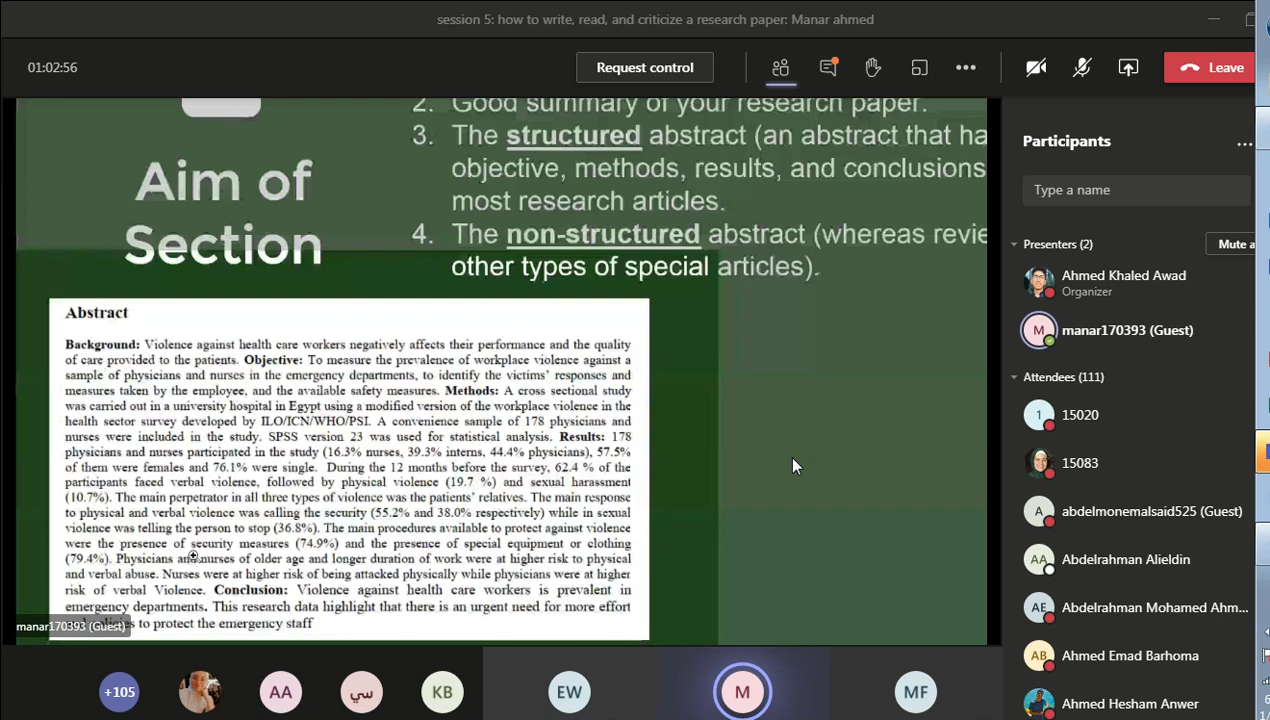 session 5: how to write, read, and criticize a research paper: Manar ahmed
01:02:56
Request control
Leave
2. Good summary of your research paper.
3. The structured abstract (an abstract that ha
objective, methods, results, and conclusions
most research articles.
4. The non-structured abstract (whereas revie
other types of special articles).
Aim of
Section
Abstract
Background: Violence against health care workers negatively affects their performance and the quality
of care provided to the patients. Objective: To measure the prevalence of workplace violence against a
sample of physicians and nurses in the emergency departments, to identify the victims' responses and
measures taken by the employee, and the available safety measures. Methods: A cross sectional study
was carried out in a university hospital in Egypt using a modified version of the workplace violence in the
health sector survey developed by ILO/ICN/WHO/PSI. A convenience sample of 178 physicians and
nurses were included in the study. SPSS version 23 was used for statistical analysis. Results: 178
physicians and nurses participated in the study (16.3% nurses, 39.3% interns, 44.4% physicians), 57.5%
of them were females and 76.1% were single. During the 12 months before the survey, 62.4 % of the
participants faced verbal violence, followed by physical violence (19.7 %) and sexual harassment
(10.7%). The main perpetrator in all three types of violence was the patients' relatives. The main response
to physical and verbal violence was calling the security (55.2% and 38.0% respectively) while in sexual
violence was telling the person to stop (36.8%). The main procedures available to protect against violence
were the presence of security measures (74.9%) and the presence of special equipment or clothing
(79.4%). Physicians and nurses of older age and longer duration of work were at higher risk to physical
and verbal abuse. Nurses were at higher risk of being attacked physically while physicians were at higher
risk of verbal Violence. Conclusion: Violence against health care workers is prevalent in
emergency departments. This research data highlight that there is an urgent need for more effort
to protect the emergency staff
manar170393 (Guest)
Participants
Type a name
Presenters (2)
Mute a
Ahmed Khaled Awad
Organizer
M
manar170393 (Guest)
Attendees (111)
1
15020
15083
A
abdelmonemalsaid525 (Guest)
AA
Abdelrahman Alieldin
AE
Abdelrahman Mohamed Ahm...
AB
Ahmed Emad Barhoma
Ahmed Hesham Anwer
+105
AA
سي
KB
EW
M
MF